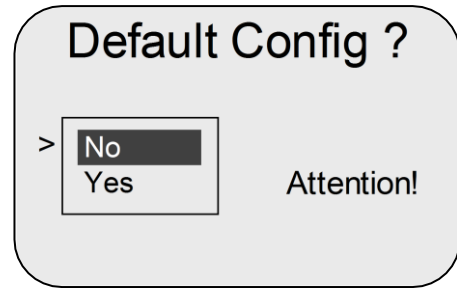 Default Config ?
> No
Yes Attention!